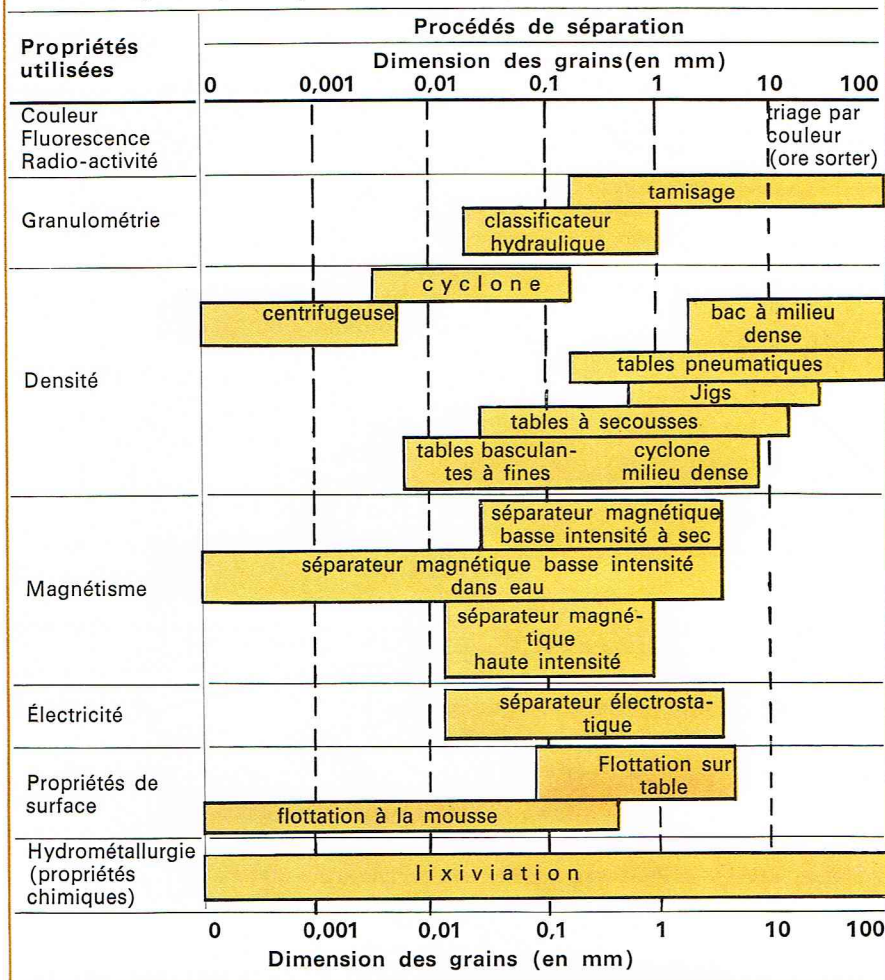 Propriétés
utilisées
Procédés de séparation
Dimension des grains(en mm)
0 0,001 0,01 0,1 1 10 100
Couleur
Fluorescence
Radio-activité
triage par
couleur
(ore sorter)
Granulométrie
tamisage
classificateur
hydraulique
Densité
cyclone
centrifugeuse
bac à milieu
dense
tables pneumatiques
Jigs
tables à secousses
tables basculan-
tes à fines
cyclone
milieu dense
Magnétisme
séparateur magnétique
basse intensité à sec
séparateur magnétique basse intensité
dans eau
séparateur magné-
tique
haute intensité
Électricité
séparateur électrosta-
tique
Propriétés de
surface
Flottation sur
table
flottation à la mousse
Hydrométallurgie
(propriétés
chimiques)
lixiviation
0 0,001 0,01 0,1 1 10 100
Dimension des grains (en mm)